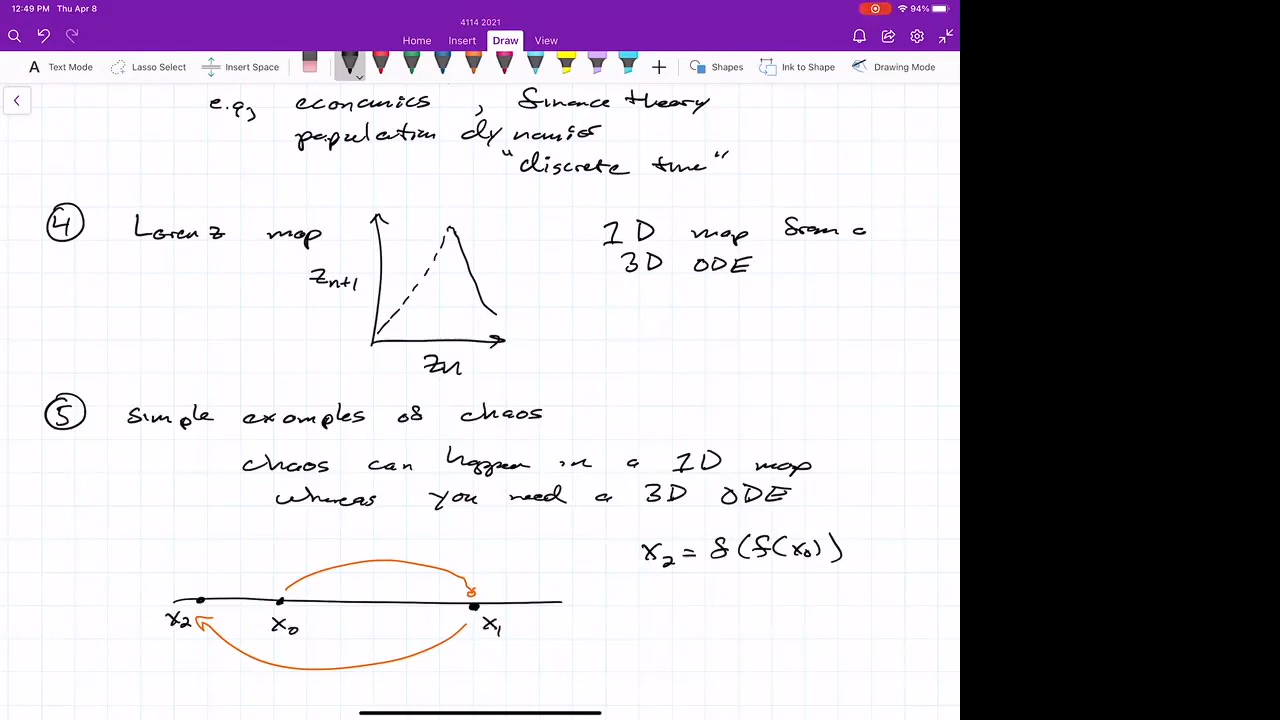 12:49 PM Thu Apr 8
94%
4114 2021
Home Insert Draw View
Text Mode Lasso Select Insert Space Shapes Ink to Shape Drawing Mode
e.g, economics, finance theory
population dynamics
"discrete time"
④ Lorenz map
1D map from a
3D ODE
Zn+1
Zn
⑤ simple examples of chaos
chaos can happen in a 1D map
whereas you need a 3D ODE
x2 = f(f(x0))
x2 x0 x1